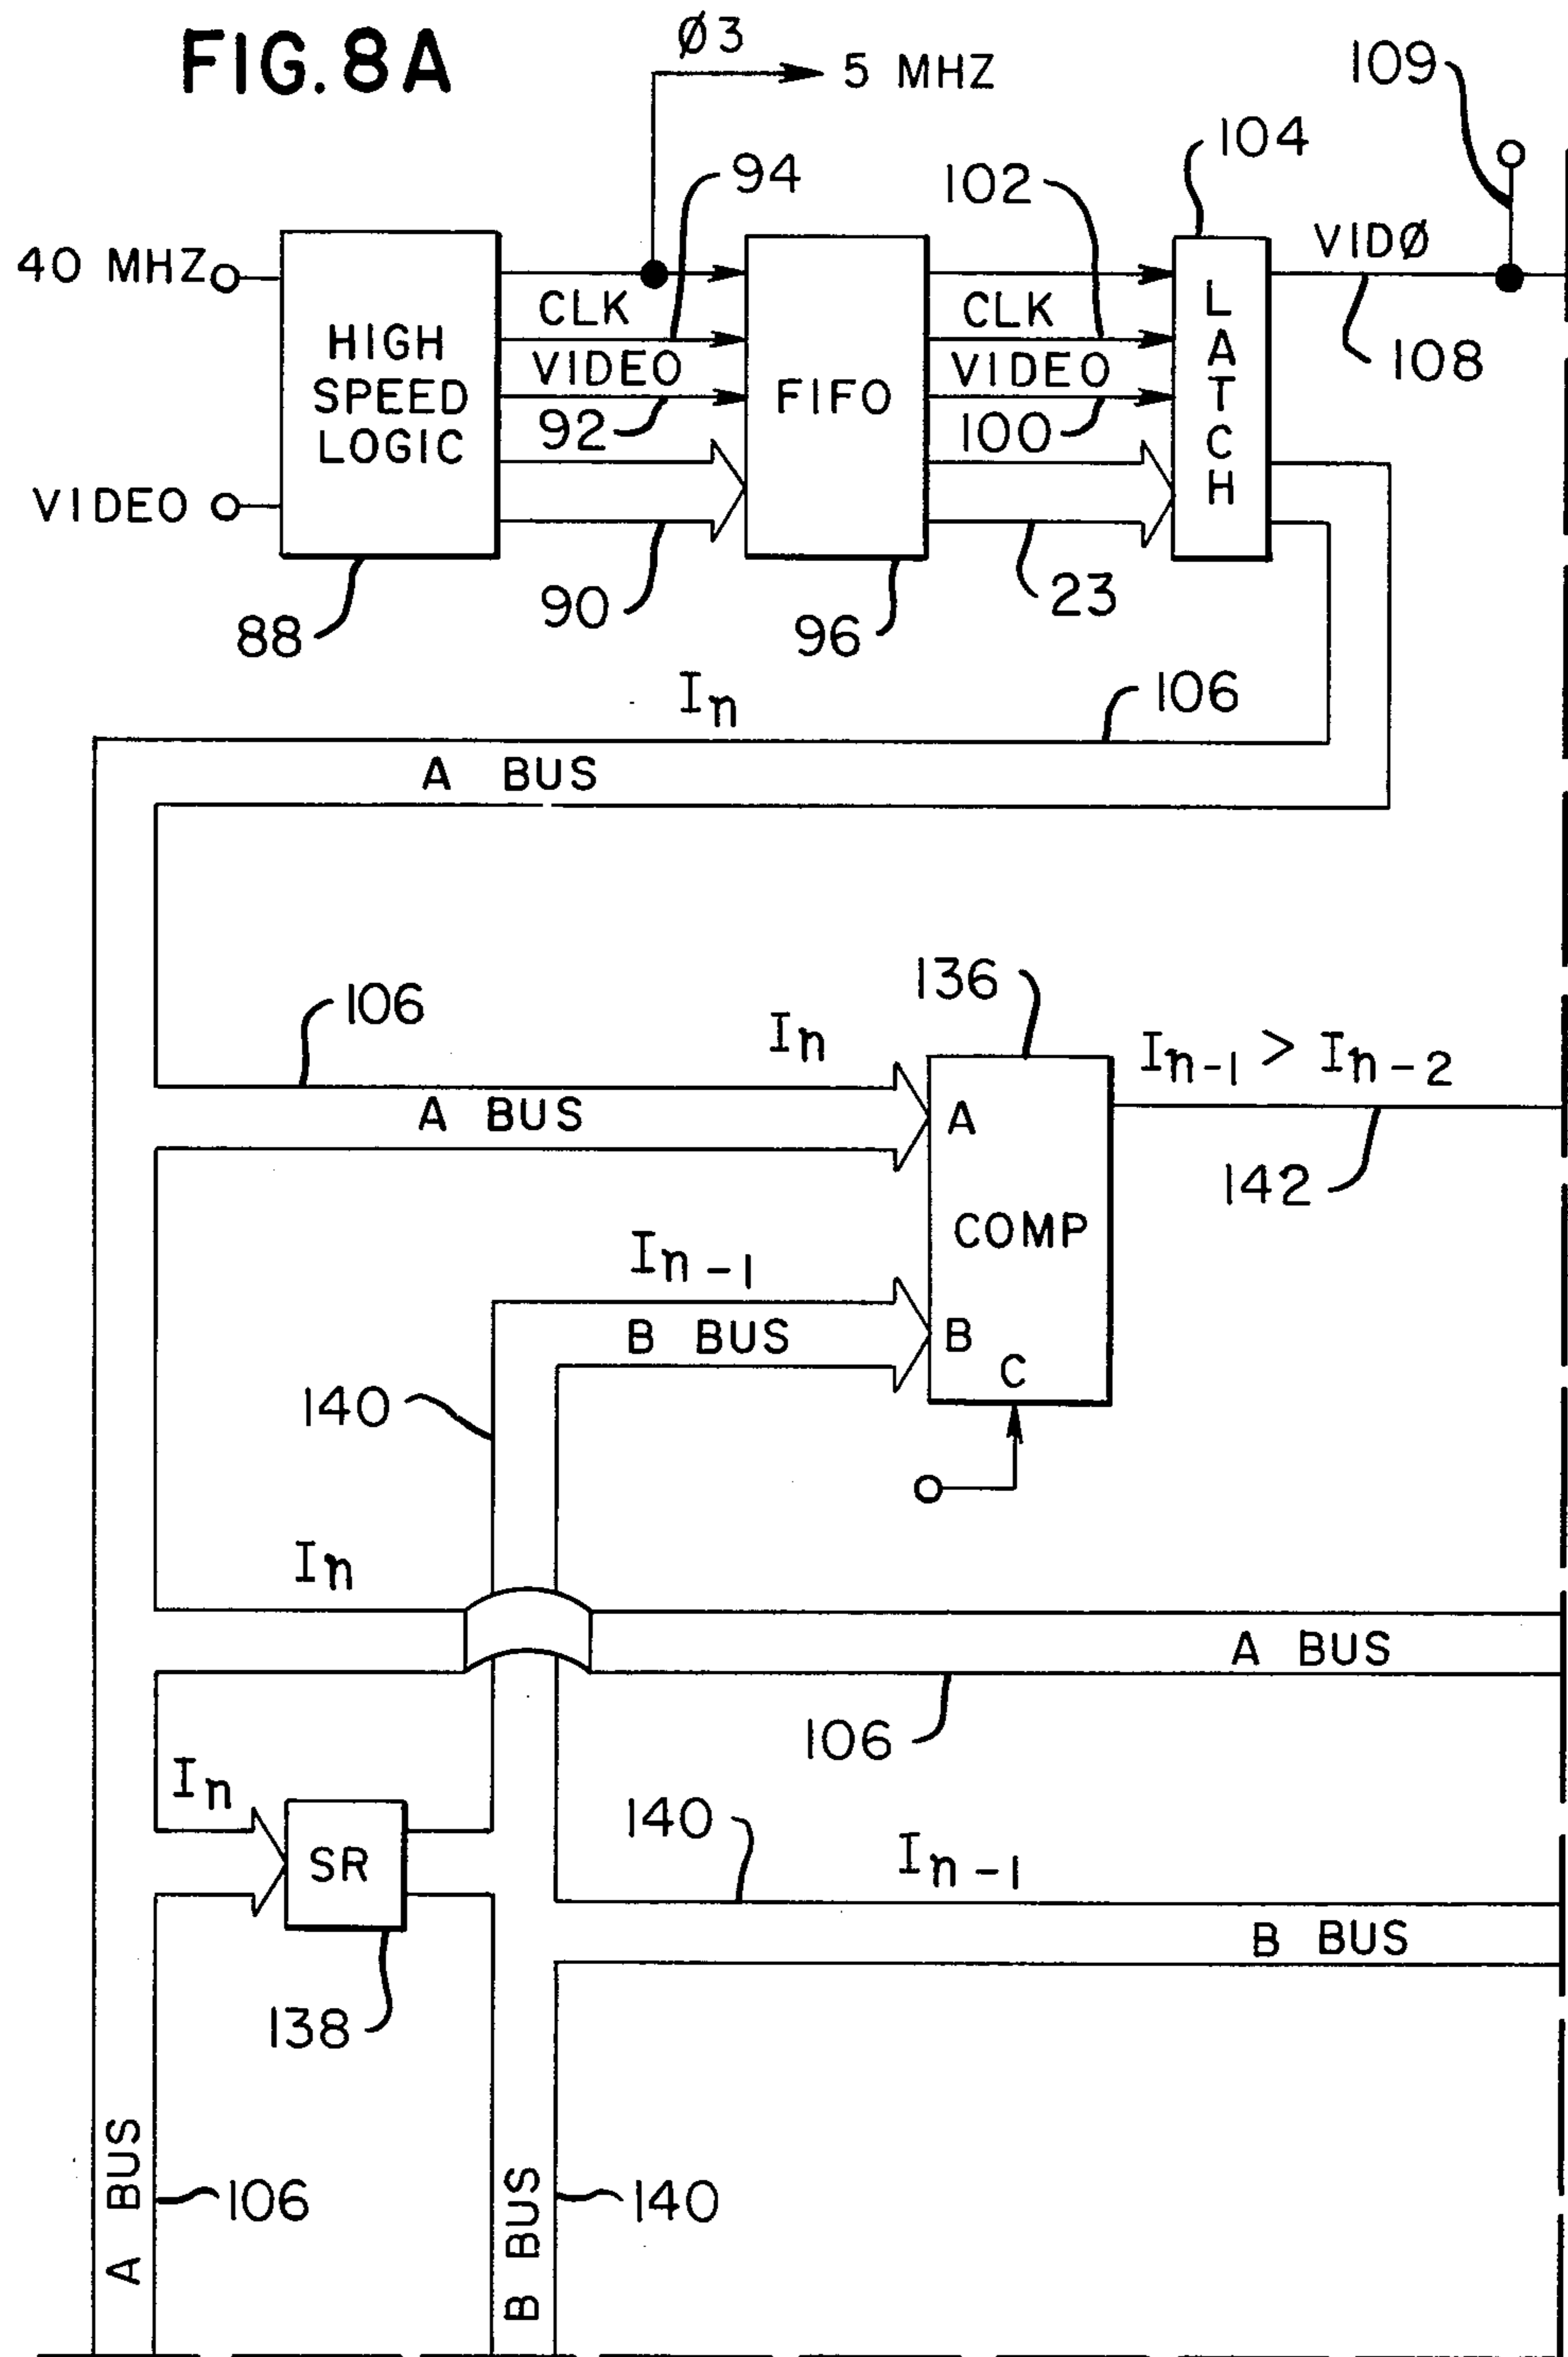 FIG. 8A
Ø3
5 MHZ
109
104
94
102
VIDØ
40 MHZ
CLK
CLK
108
HIGH
SPEED
LOGIC
VIDEO
FIFO
VIDEO
LATCH
92
100
VIDEO
90
23
88
96
In
106
A BUS
136
106
In
In-1 > In-2
A BUS
A
142
COMP
In-1
B BUS
B
C
140
In
A BUS
106
In
140
In-1
SR
B BUS
138
A BUS
106
B BUS
140